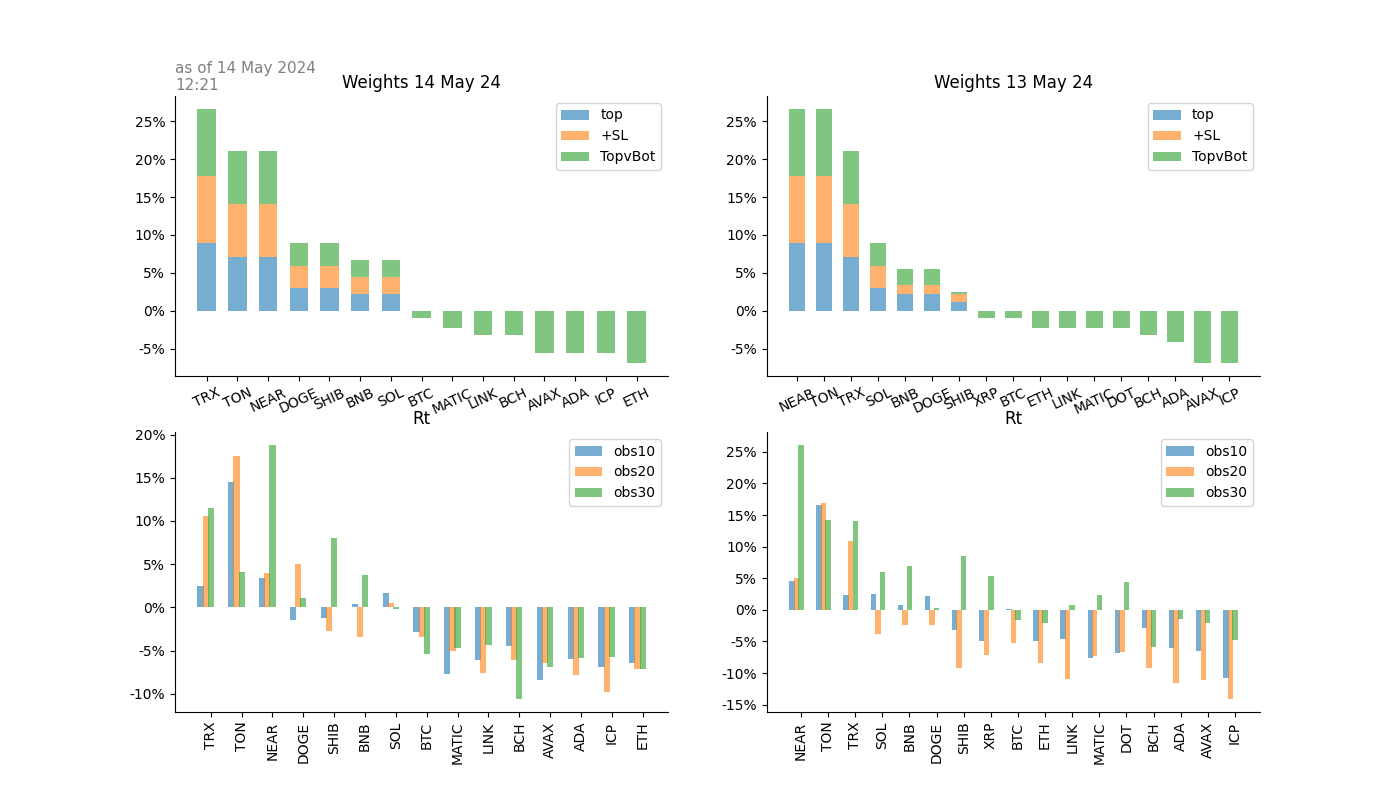 as of 14 May 2024
12:21
Weights 14 May 24
25%
20%
15%
10%
5%
0%
-5%
top
+SL
TopvBot
TRX TON NEAR DOGE SHIB BNB SOL BTC MATIC LINK BCH AVAX ADA ICP ETH
Weights 13 May 24
25%
20%
15%
10%
5%
0%
-5%
top
+SL
TopvBot
NEAR TON TRX SOL BNB DOGE SHIB XRP BTC ETH LINK MATIC DOT BCH ADA AVAX ICP
Rt
20%
15%
10%
5%
0%
-5%
-10%
obs10
obs20
obs30
TRX TON NEAR DOGE SHIB BNB SOL BTC MATIC LINK BCH AVAX ADA ICP ETH
Rt
25%
20%
15%
10%
5%
0%
-5%
-10%
-15%
obs10
obs20
obs30
NEAR TON TRX SOL BNB DOGE SHIB XRP BTC ETH LINK MATIC DOT BCH ADA AVAX ICP